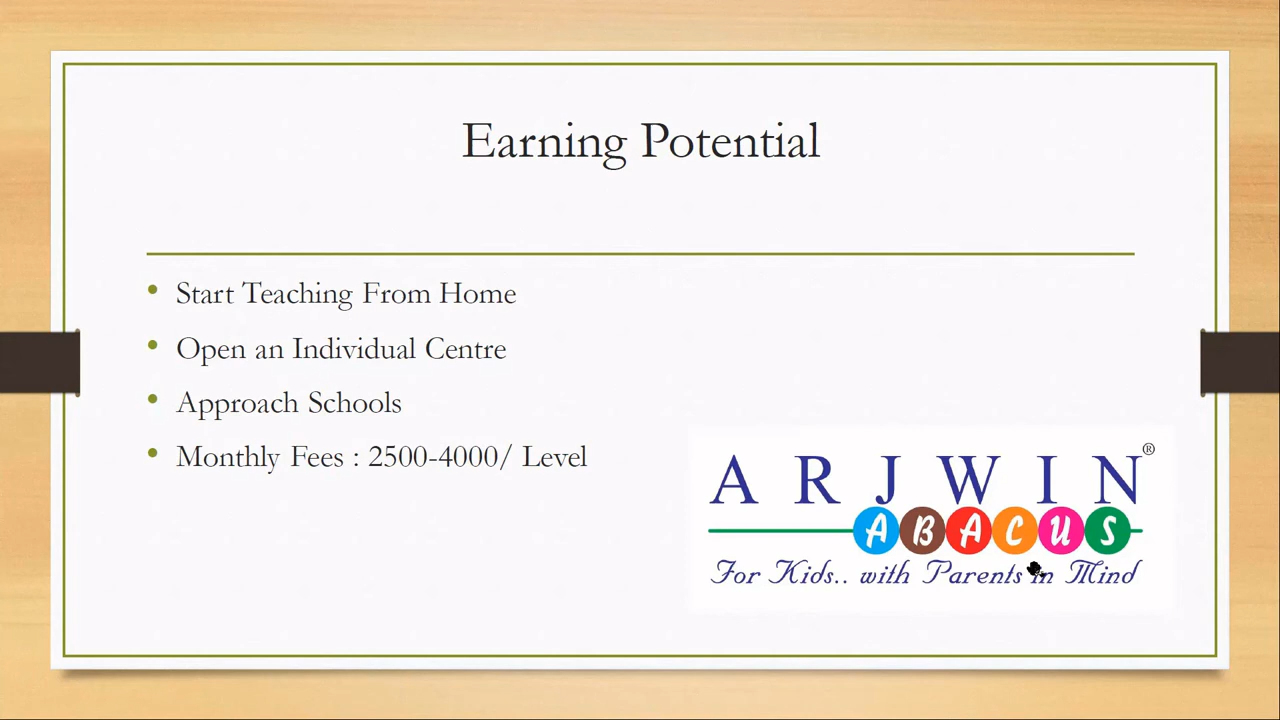 Earning Potential
Start Teaching From Home
Open an Individual Centre
Approach Schools
Monthly Fees : 2500-4000/ Level
ARJWIN®
ABACUS
For Kids.. with Parents in Mind